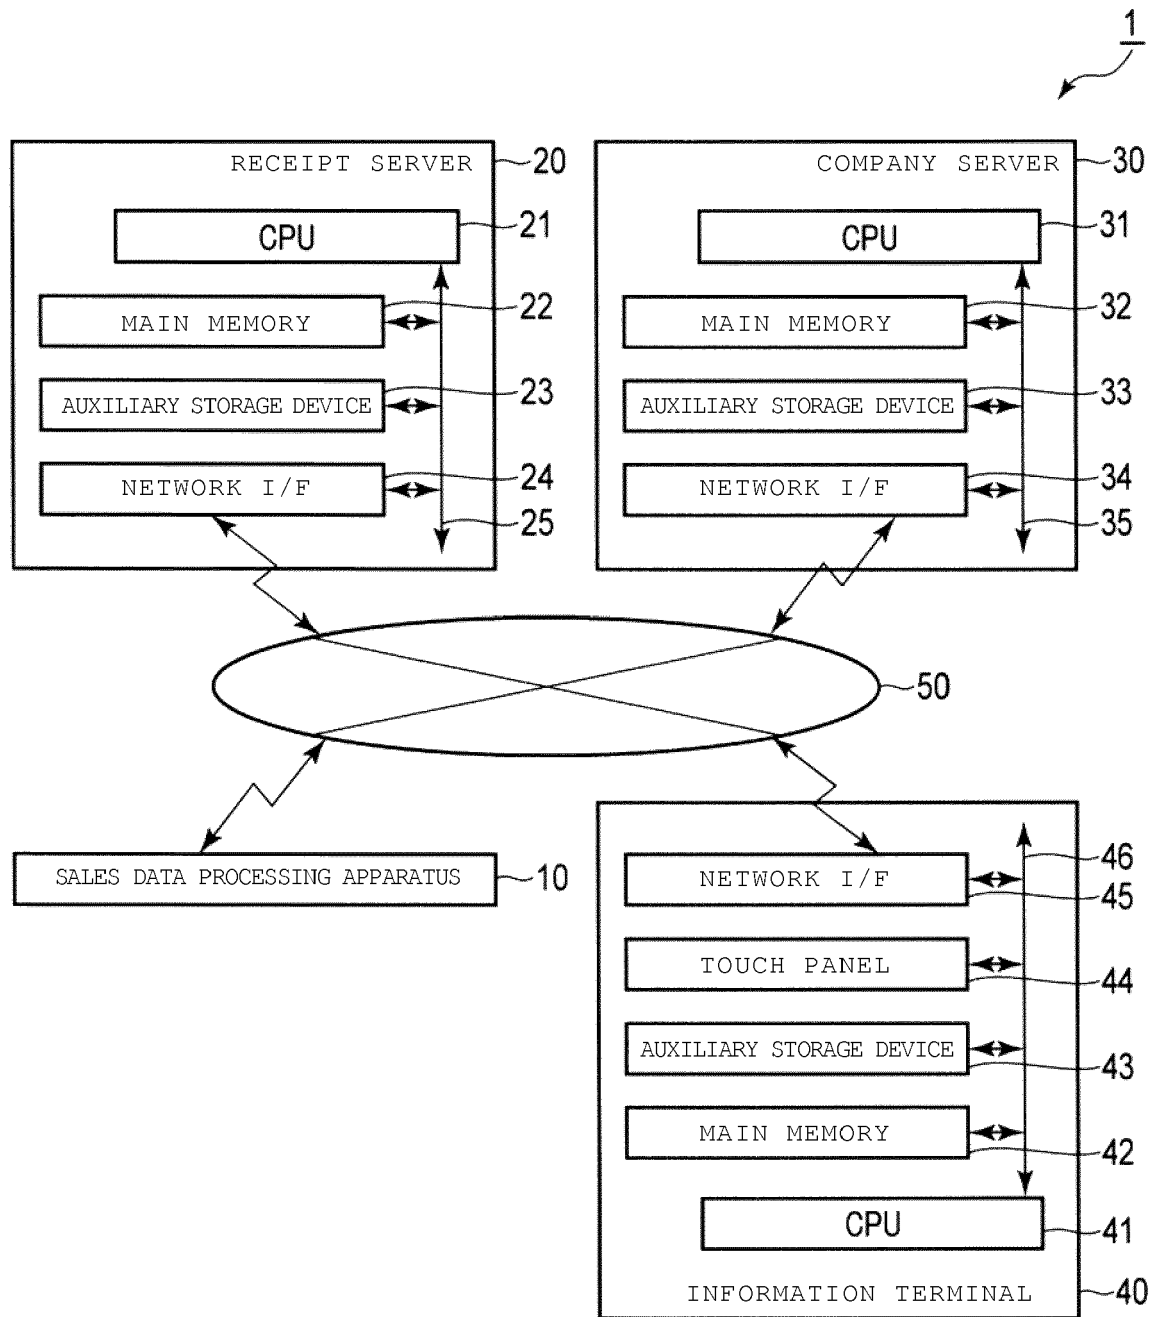 1
RECEIPT SERVER
20
CPU
21
MAIN MEMORY
22
AUXILIARY STORAGE DEVICE
23
NETWORK I/F
24
25
COMPANY SERVER
30
CPU
31
MAIN MEMORY
32
AUXILIARY STORAGE DEVICE
33
NETWORK I/F
34
35
50
SALES DATA PROCESSING APPARATUS
10
46
NETWORK I/F
45
TOUCH PANEL
44
AUXILIARY STORAGE DEVICE
43
MAIN MEMORY
42
CPU
41
INFORMATION TERMINAL
40